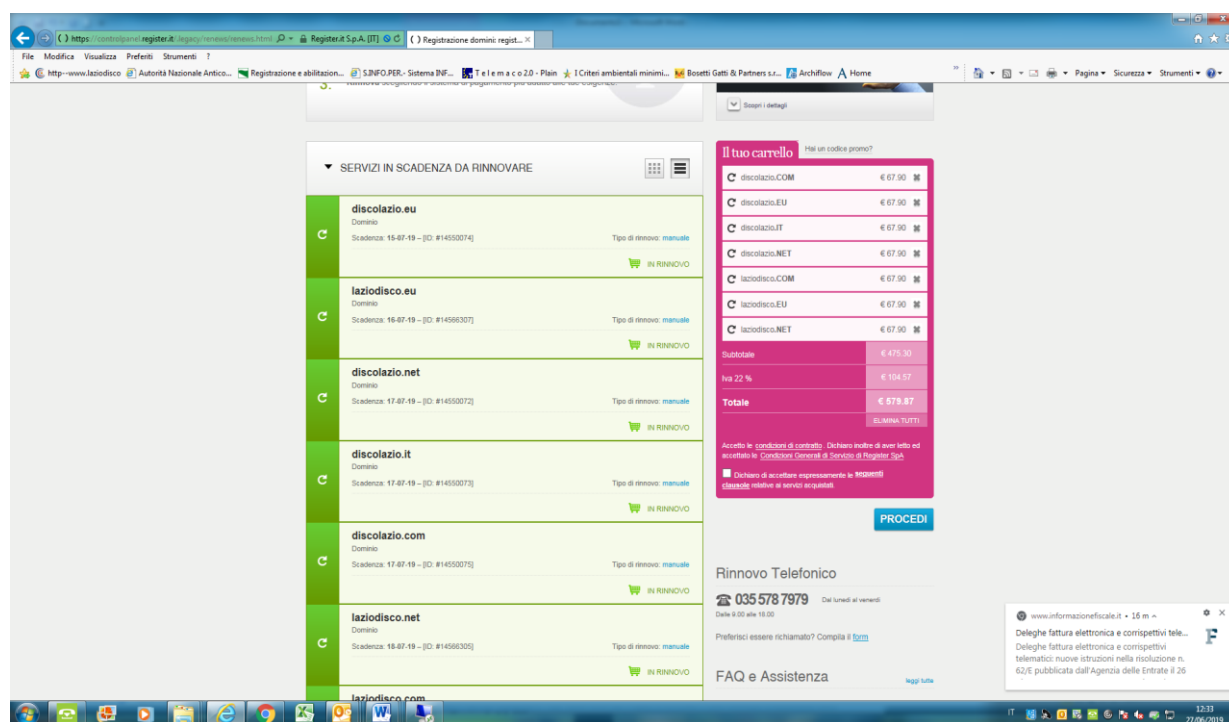 https://controlpanel.register.it/legacy/renews/renews.html
Register.it S.p.A. [IT]
( ) Registrazione domini: regist... ×
File Modifica Visualizza Preferiti Strumenti ?
http--www.laziodisco
Autorità Nazionale Antico...
Registrazione e abilitazion...
S.INFO.PER.- Sistema INF...
T e l e m a c o 2.0 - Plain
I Criteri ambientali minimi...
Bosetti Gatti & Partners s.r...
Archiflow
Home
Pagina
Sicurezza
Strumenti
Scopri i dettagli
SERVIZI IN SCADENZA DA RINNOVARE
discolazio.eu
Dominio
Scadenza: 15-07-19 – [ID: #14550074] Tipo di rinnovo: manuale
IN RINNOVO
laziodisco.eu
Dominio
Scadenza: 16-07-19 – [ID: #14566307] Tipo di rinnovo: manuale
IN RINNOVO
discolazio.net
Dominio
Scadenza: 17-07-19 – [ID: #14550072] Tipo di rinnovo: manuale
IN RINNOVO
discolazio.it
Dominio
Scadenza: 17-07-19 – [ID: #14550073] Tipo di rinnovo: manuale
IN RINNOVO
discolazio.com
Dominio
Scadenza: 17-07-19 – [ID: #14550075] Tipo di rinnovo: manuale
IN RINNOVO
laziodisco.net
Dominio
Scadenza: 18-07-19 – [ID: #14566305] Tipo di rinnovo: manuale
IN RINNOVO
laziodisco.com
Il tuo carrello Hai un codice promo?
discolazio.COM € 67.90
discolazio.EU € 67.90
discolazio.IT € 67.90
discolazio.NET € 67.90
laziodisco.COM € 67.90
laziodisco.EU € 67.90
laziodisco.NET € 67.90
Subtotale € 475.30
Iva 22 % € 104.57
Totale € 579.87
ELIMINA TUTTI
Accetto le condizioni di contratto . Dichiaro inoltre di aver letto ed
accettato le Condizioni Generali di Servizio di Register SpA
Dichiaro di accettare espressamente le seguenti
clausole relative ai servizi acquistati.
PROCEDI
Rinnovo Telefonico
035 578 7979 Dal lunedì al venerdì
Dalle 9.00 alle 18.00
Preferisci essere richiamato? Compila il form
FAQ e Assistenza leggi tutte
www.informazionefiscale.it • 16 m
Deleghe fattura elettronica e corrispettivi tele...
Deleghe fattura elettronica e corrispettivi
telematici: nuove istruzioni nella risoluzione n.
62/E pubblicata dall'Agenzia delle Entrate il 26
IT
12:33
27/06/2019